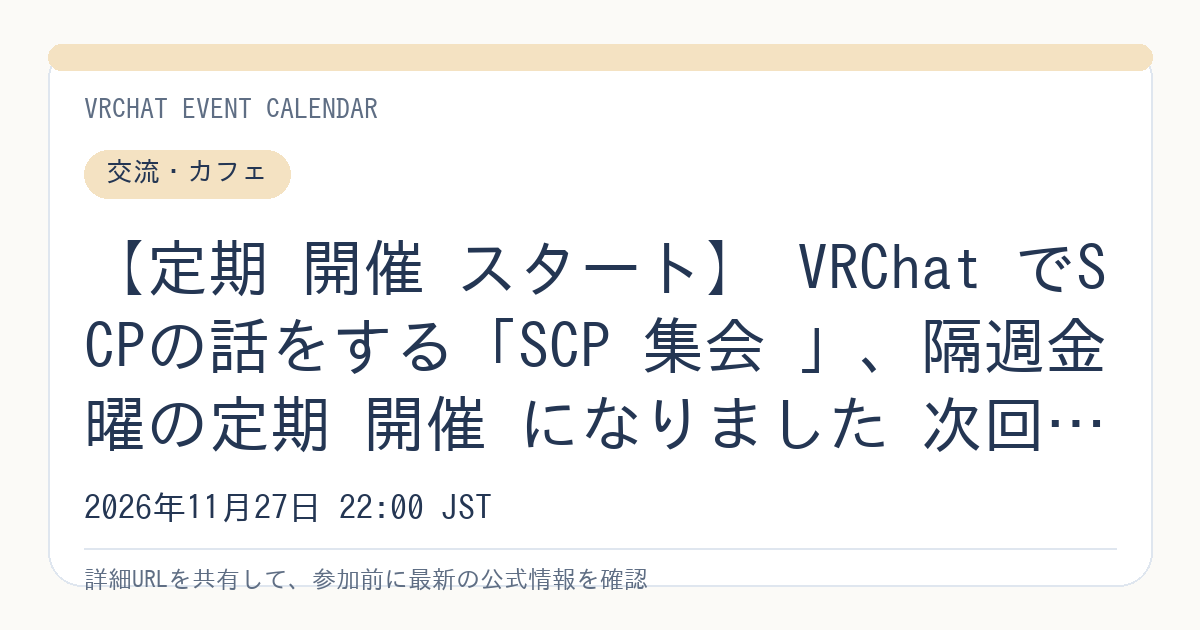 VRCHAT EVENT CALENDAR
交流・カフェ
【定期 開催 スタート】 VRChat でS
CPの話をする「SCP 集会 」、隔週金
曜の定期 開催 になりました 次回…
2026年11月27日 22:00 JST
詳細URLを共有して、参加前に最新の公式情報を確認